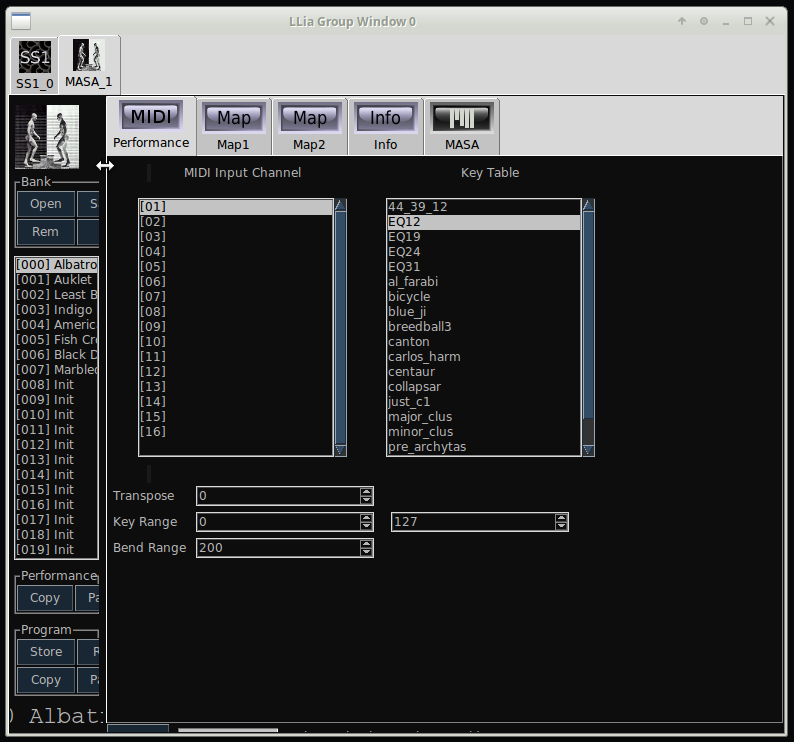 LLia Group Window 0
SS1
SS1_0
MASA_1
MIDI
Performance
Map
Map1
Map
Map2
Info
Info
MASA
Bank
Open
S
Rem
[000] Albatro
[001] Auklet
[002] Least B
[003] Indigo
[004] Americ
[005] Fish Cr
[006] Black D
[007] Marbled
[008] Init
[009] Init
[010] Init
[011] Init
[012] Init
[013] Init
[014] Init
[015] Init
[016] Init
[017] Init
[018] Init
[019] Init
Performance
Copy Pa
Program
Store R
Copy Pa
) Albat
MIDI Input Channel
[01]
[02]
[03]
[04]
[05]
[06]
[07]
[08]
[09]
[10]
[11]
[12]
[13]
[14]
[15]
[16]
Key Table
44_39_12
EQ12
EQ19
EQ24
EQ31
al_farabi
bicycle
blue_ji
breedball3
canton
carlos_harm
centaur
collapsar
just_c1
major_clus
minor_clus
pre_archytas
Transpose 0
Key Range 0 127
Bend Range 200